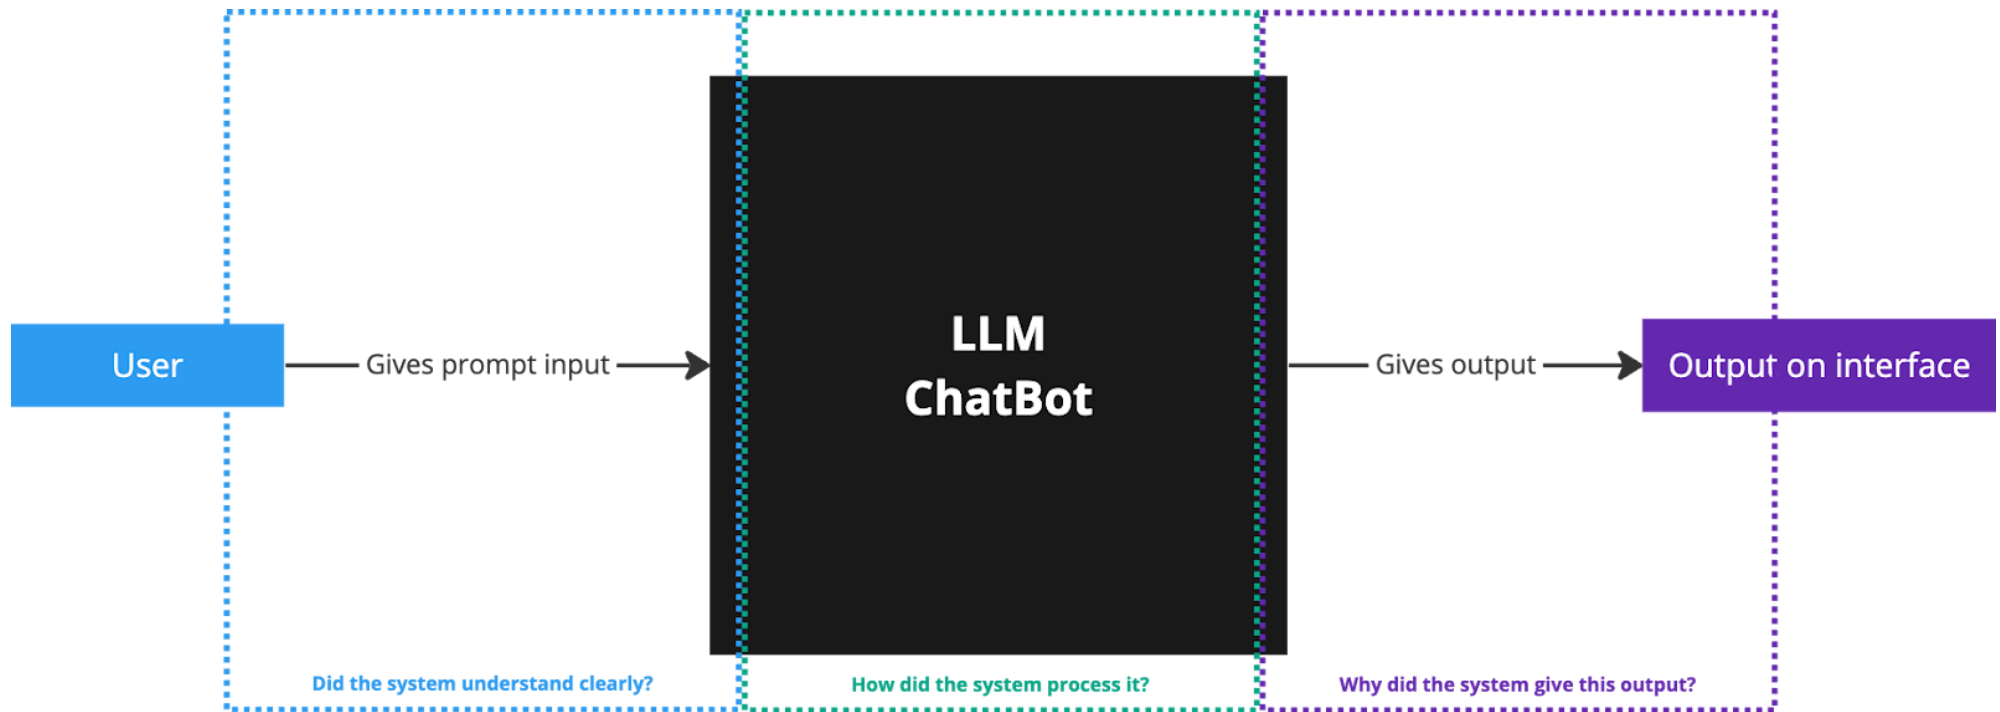 User
Gives prompt input
LLM
ChatBot
Gives output
Output on interface
Did the system understand clearly?
How did the system process it?
Why did the system give this output?